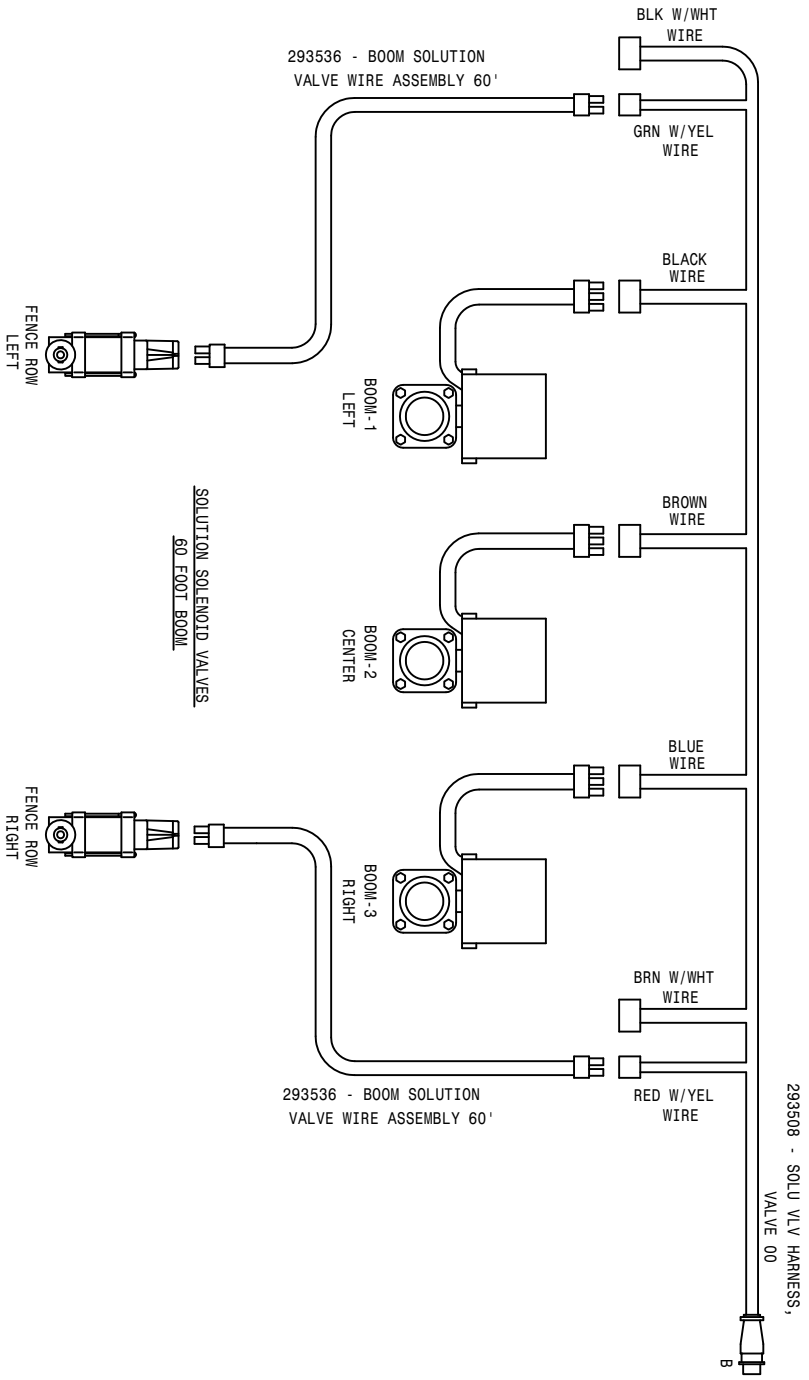 BLK W/WHT
WIRE
293536 - BOOM SOLUTION
VALVE WIRE ASSEMBLY 60'
GRN W/YEL
WIRE
BLACK
WIRE
FENCE ROW
LEFT
BOOM-1
LEFT
SOLUTION SOLENOID VALVES
60 FOOT BOOM
BROWN
WIRE
BOOM-2
CENTER
BLUE
WIRE
FENCE ROW
RIGHT
BOOM-3
RIGHT
BRN W/WHT
WIRE
293536 - BOOM SOLUTION
VALVE WIRE ASSEMBLY 60'
RED W/YEL
WIRE
293508 - SOLU VLV HARNESS,
VALVE 00
B